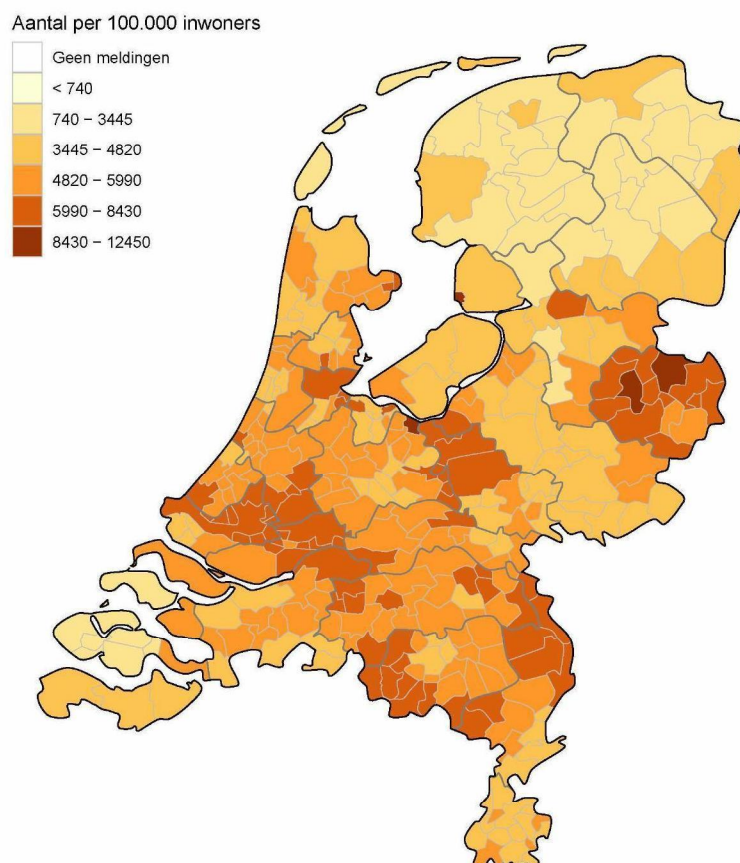 Aantal per 100.000 inwoners
Geen meldingen
< 740
740 – 3445
3445 – 4820
4820 – 5990
5990 – 8430
8430 – 12450